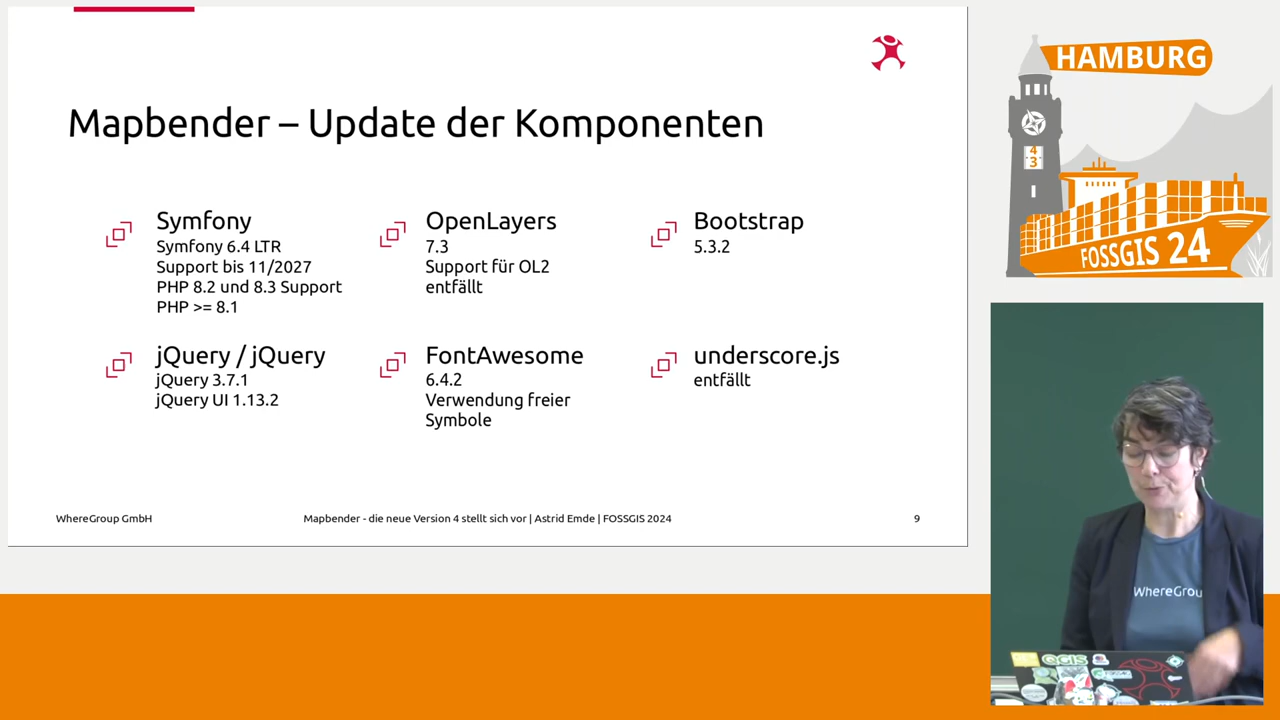 Mapbender – Update der Komponenten
Symfony
Symfony 6.4 LTR
Support bis 11/2027
PHP 8.2 und 8.3 Support
PHP >= 8.1
OpenLayers
7.3
Support für OL2
entfällt
Bootstrap
5.3.2
jQuery / jQuery
jQuery 3.7.1
jQuery UI 1.13.2
FontAwesome
6.4.2
Verwendung freier
Symbole
underscore.js
entfällt
WhereGroup GmbH
Mapbender - die neue Version 4 stellt sich vor | Astrid Emde | FOSSGIS 2024
9
HAMBURG
4
3
FOSSGIS 24
WhereGrou
QGIS